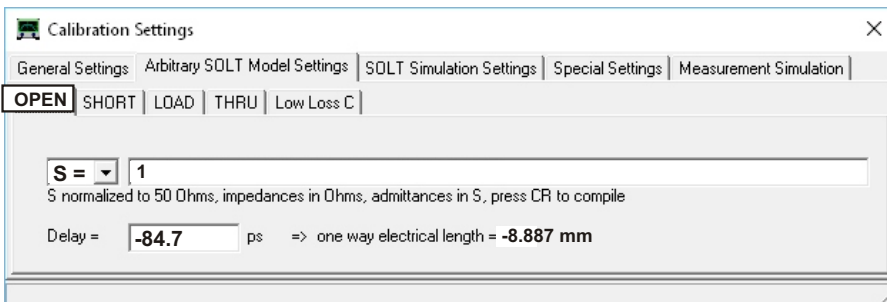 Calibration Settings
General Settings Arbitrary SOLT Model Settings SOLT Simulation Settings Special Settings Measurement Simulation
OPEN SHORT LOAD THRU Low Loss C
S = 1
S normalized to 50 Ohms, impedances in Ohms, admittances in S, press CR to compile
Delay = -84.7 ps => one way electrical length = -8.887 mm